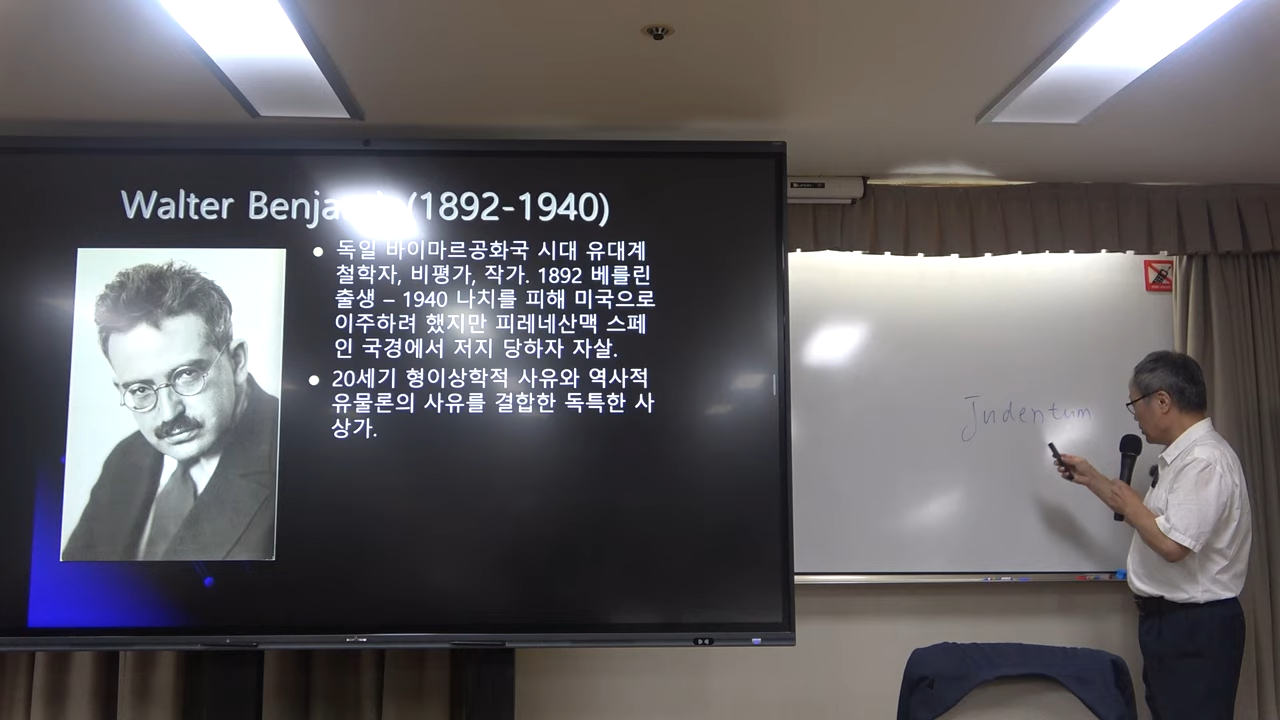 Walter Benja (1892-1940)
독일 바이마르공화국 시대 유대계
철학자, 비평가, 작가. 1892 베를린
출생 – 1940 나치를 피해 미국으로
이주하려 했지만 피레네산맥 스페
인 국경에서 저지 당하자 자살.
20세기 형이상학적 사유와 역사적
유물론의 사유를 결합한 독특한 사
상가.
Judentum